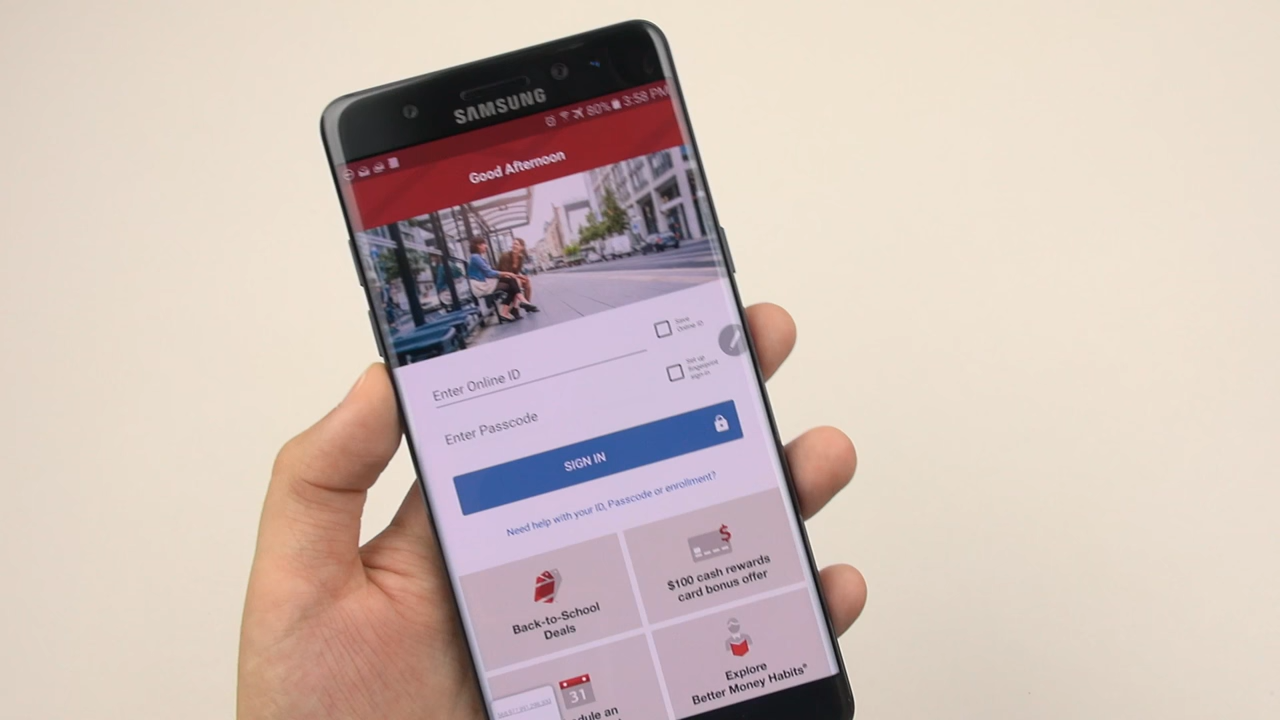 SAMSUNG
80% 3:58 PM
Good Afternoon
Save
Online ID
Enter Online ID
Set up
fingerprint
sign-in
Enter Passcode
SIGN IN
Need help with your ID, Passcode or enrollment?
Back-to-School
Deals
$100 cash rewards
card bonus offer
31
dule an
Explore
Better Money Habits®